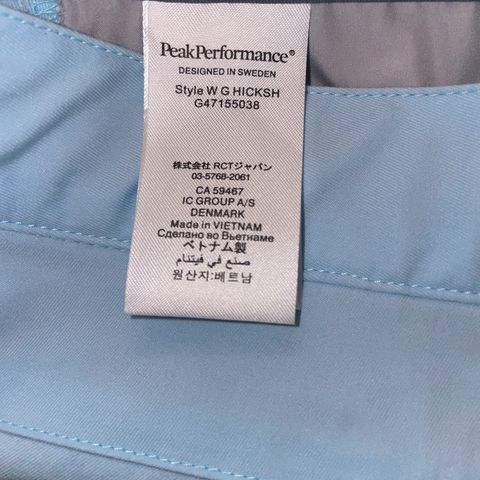 PeakPerformance®
DESIGNED IN SWEDEN
Style W G HICKSH
G47155038
株式会社 RCTジャパン
03-5768-2061
CA 59467
IC GROUP A/S
DENMARK
Made in VIETNAM
Сделано во Вьетнаме
ベトナム製
صنع في فيتنام
원산지:베트남